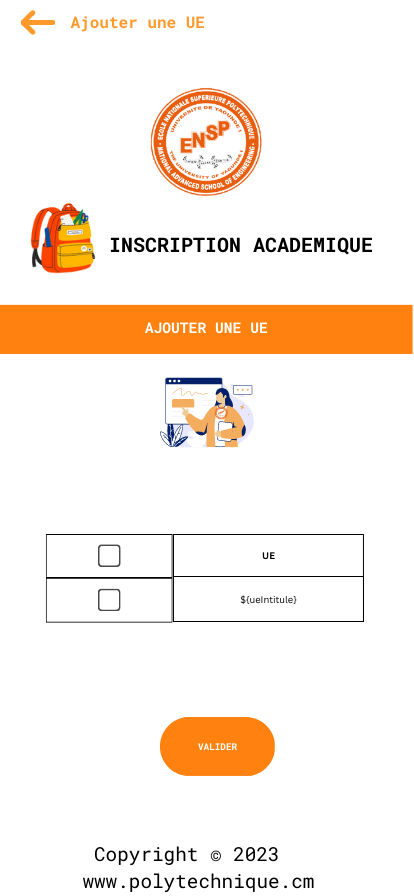 Ajouter une UE
ECOLE NATIONALE SUPERIEURE POLYTECHNIQUE
UNIVERSITE DE YAOUNDE I
ENSP
THE UNIVERSITY OF YAOUNDE I
NATIONAL ADVANCED SCHOOL OF ENGINEERING
INSCRIPTION ACADEMIQUE
AJOUTER UNE UE
UE
${ueIntitule}
VALIDER
Copyright © 2023
www.polytechnique.cm